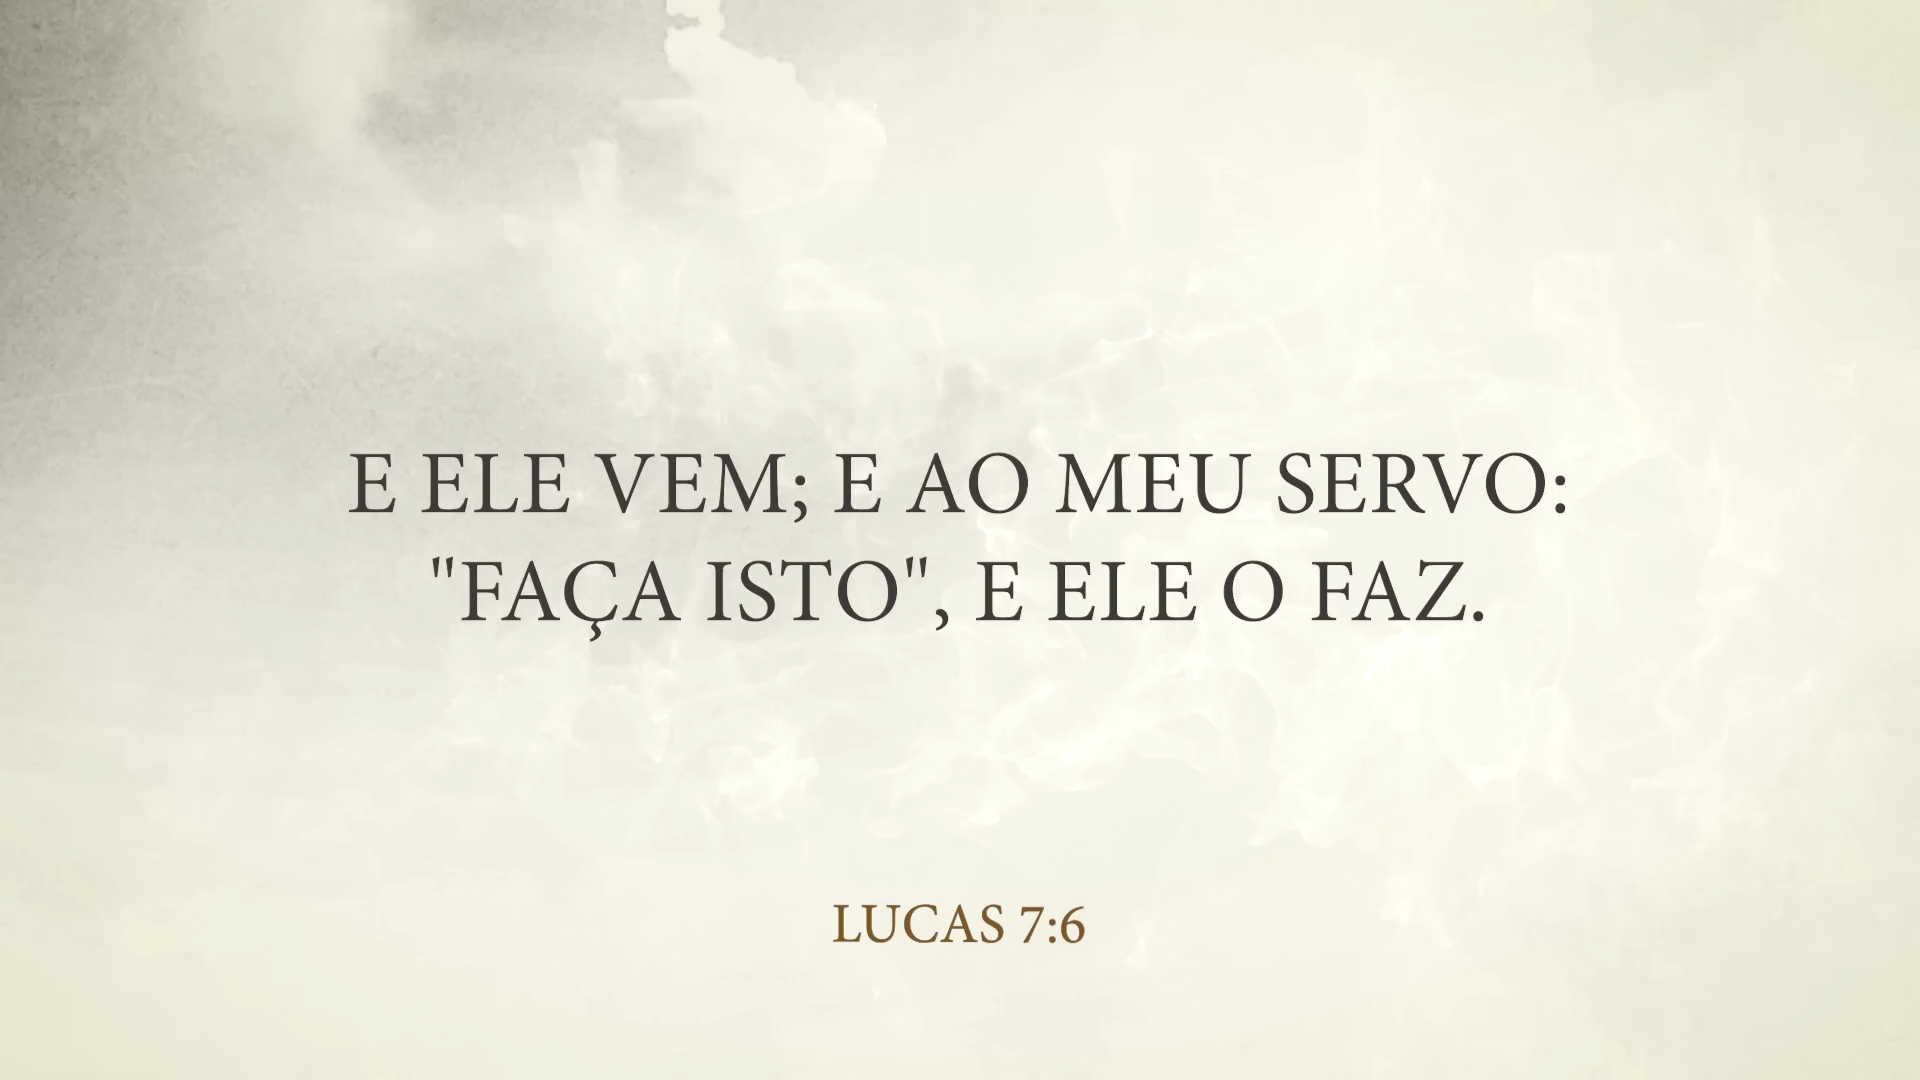 E ELE VEM; E AO MEU SERVO:
"FAÇA ISTO", E ELE O FAZ.
LUCAS 7:6